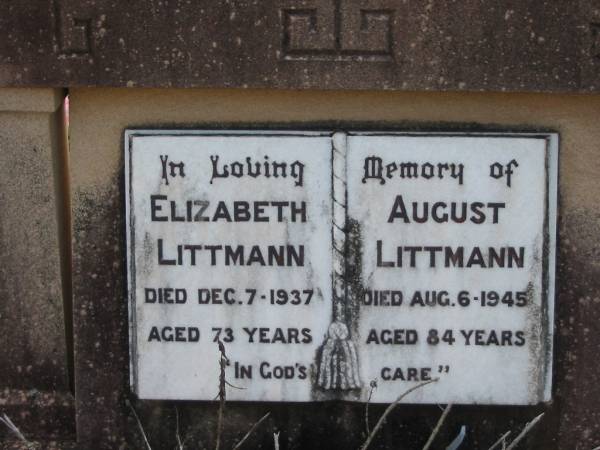 In Loving
ELIZABETH
LITTMANN
DIED DEC. 7-1937
AGED 73 YEARS
"IN GOD'S
Memory of
AUGUST
LITTMANN
DIED AUG. 6-1945
AGED 84 YEARS
CARE"